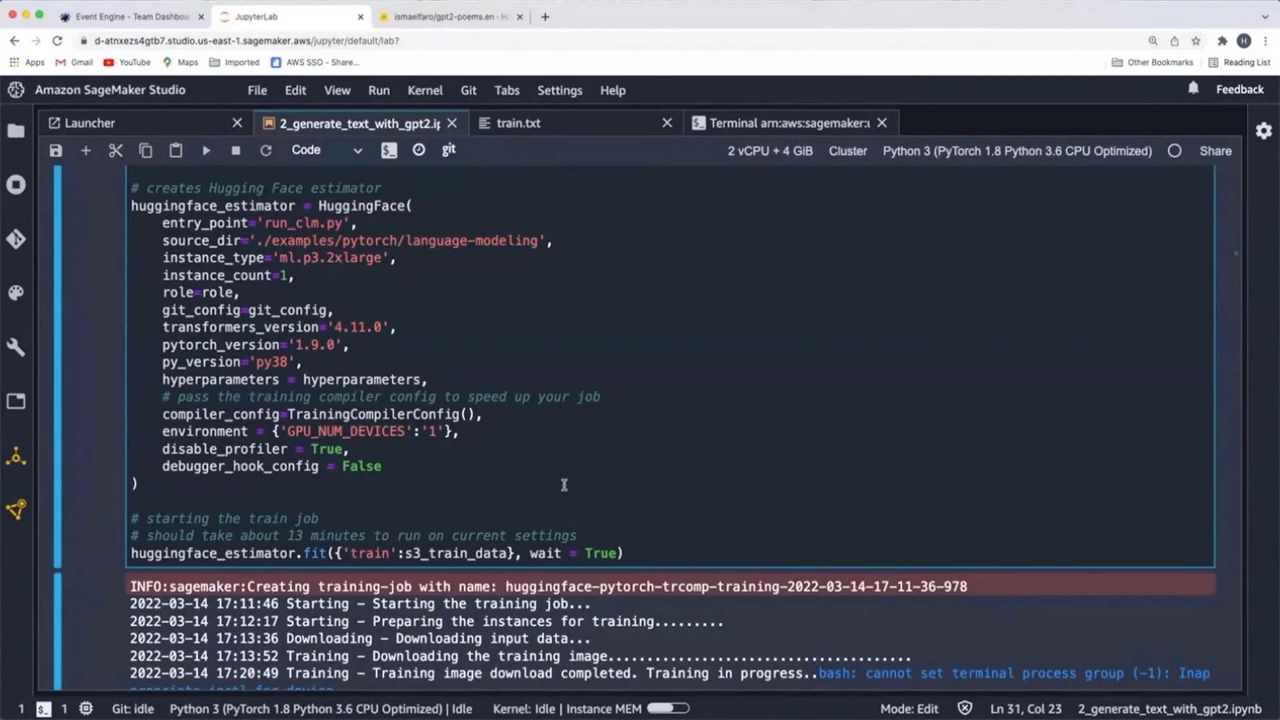 Event Engine - Team Dashboa
JupyterLab
ismaelfaro/gpt2-poems.en - H
d-atnxezs4gtb7.studio.us-east-1.sagemaker.aws/jupyter/default/lab?
Apps Gmail YouTube Maps Imported AWS SSO - Share... Other Bookmarks Reading List
Amazon SageMaker Studio File Edit View Run Kernel Git Tabs Settings Help Feedback
Launcher 2_generate_text_with_gpt2.ip train.txt Terminal arn:aws:sagemaker:u
Code git 2 vCPU + 4 GiB Cluster Python 3 (PyTorch 1.8 Python 3.6 CPU Optimized) Share
# creates Hugging Face estimator
huggingface_estimator = HuggingFace(
entry_point='run_clm.py',
source_dir='./examples/pytorch/language-modeling',
instance_type='ml.p3.2xlarge',
instance_count=1,
role=role,
git_config=git_config,
transformers_version='4.11.0',
pytorch_version='1.9.0',
py_version='py38',
hyperparameters = hyperparameters,
# pass the training compiler config to speed up your job
compiler_config=TrainingCompilerConfig(),
environment = {'GPU_NUM_DEVICES':'1'},
disable_profiler = True,
debugger_hook_config = False
)
# starting the train job
# should take about 13 minutes to run on current settings
huggingface_estimator.fit({'train':s3_train_data}, wait = True)
INFO:sagemaker:Creating training-job with name: huggingface-pytorch-trcomp-training-2022-03-14-17-11-36-978
2022-03-14 17:11:46 Starting - Starting the training job...
2022-03-14 17:12:17 Starting - Preparing the instances for training.........
2022-03-14 17:13:36 Downloading - Downloading input data...
2022-03-14 17:13:52 Training - Downloading the training image.......................................
2022-03-14 17:20:49 Training - Training image download completed. Training in progress..bash: cannot set terminal process group (-1): Inap
propriate ioctl for device
1 1 Git: idle Python 3 (PyTorch 1.8 Python 3.6 CPU Optimized) | Idle Kernel: Idle | Instance MEM Mode: Edit Ln 31, Col 23 2_generate_text_with_gpt2.ipynb